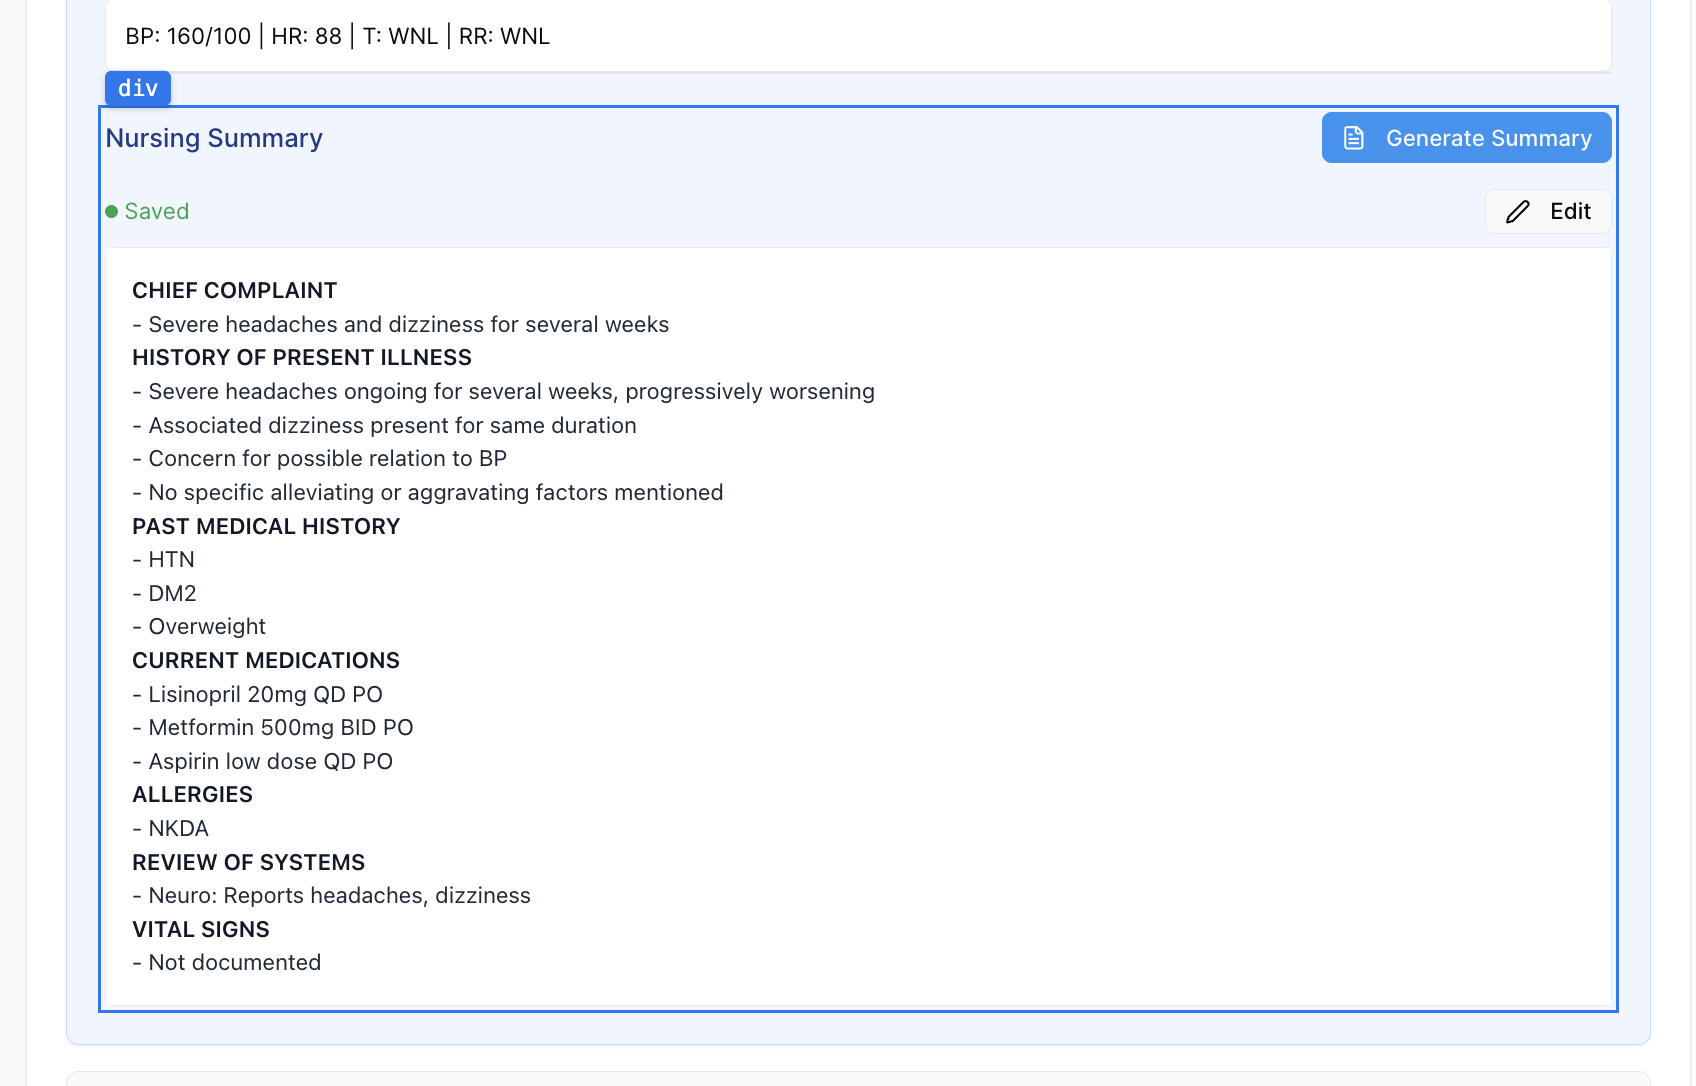 BP: 160/100 | HR: 88 | T: WNL | RR: WNL
div
Nursing Summary
Generate Summary
Saved
Edit
CHIEF COMPLAINT
- Severe headaches and dizziness for several weeks
HISTORY OF PRESENT ILLNESS
- Severe headaches ongoing for several weeks, progressively worsening
- Associated dizziness present for same duration
- Concern for possible relation to BP
- No specific alleviating or aggravating factors mentioned
PAST MEDICAL HISTORY
- HTN
- DM2
- Overweight
CURRENT MEDICATIONS
- Lisinopril 20mg QD PO
- Metformin 500mg BID PO
- Aspirin low dose QD PO
ALLERGIES
- NKDA
REVIEW OF SYSTEMS
- Neuro: Reports headaches, dizziness
VITAL SIGNS
- Not documented